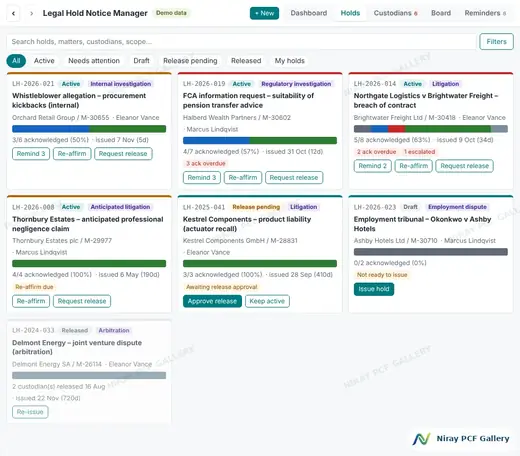 Legal Hold Notice Manager Demo data + New Dashboard Holds Custodians 6 Board Reminders
Search holds, matters, custodians, scope... Filters
All Active Needs attention Draft Release pending Released My holds
LH-2026-021 Active Internal investigation
Whistleblower allegation – procurement
kickbacks (internal)
Orchard Retail Group / M-30655 · Eleanor Vance
3/6 acknowledged (50%) · issued 7 Nov (5d)
Remind 3 Re-affirm Request release
LH-2026-019 Active Regulatory investigation
FCA information request – suitability of
pension transfer advice
Halberd Wealth Partners / M-30602
· Marcus Lindqvist
4/7 acknowledged (57%) · issued 31 Oct (12d)
3 ack overdue
Remind 3 Re-affirm Request release
LH-2026-014 Active Litigation
Northgate Logistics v Brightwater Freight –
breach of contract
Brightwater Freight Ltd / M-30418 · Eleanor Vance
5/8 acknowledged (63%) · issued 9 Oct (34d)
2 ack overdue 1 escalated
Remind 2 Re-affirm Request release
LH-2026-008 Active Anticipated litigation
Thornbury Estates – anticipated professional
negligence claim
Thornbury Estates plc / M-29977
· Marcus Lindqvist
4/4 acknowledged (100%) · issued 6 May (190d)
Re-affirm due
Re-affirm Request release
LH-2025-041 Release pending Litigation
Kestrel Components – product liability
(actuator recall)
Kestrel Components GmbH / M-28831
· Eleanor Vance
3/3 acknowledged (100%) · issued 28 Sep (410d)
Awaiting release approval
Approve release Keep active
LH-2026-023 Draft Employment dispute
Employment tribunal – Okonkwo v Ashby
Hotels
Ashby Hotels Ltd / M-30710 · Marcus Lindqvist
0/2 acknowledged (0%)
Not ready to issue
Issue hold
LH-2024-033 Released Arbitration
Delmont Energy – joint venture dispute
(arbitration)
Delmont Energy SA / M-26114 · Eleanor Vance
2 custodian(s) released 16 Aug
· issued 22 Nov (720d)
Re-issue
NIRAY PCF GALLERY
Niray PCF Gallery